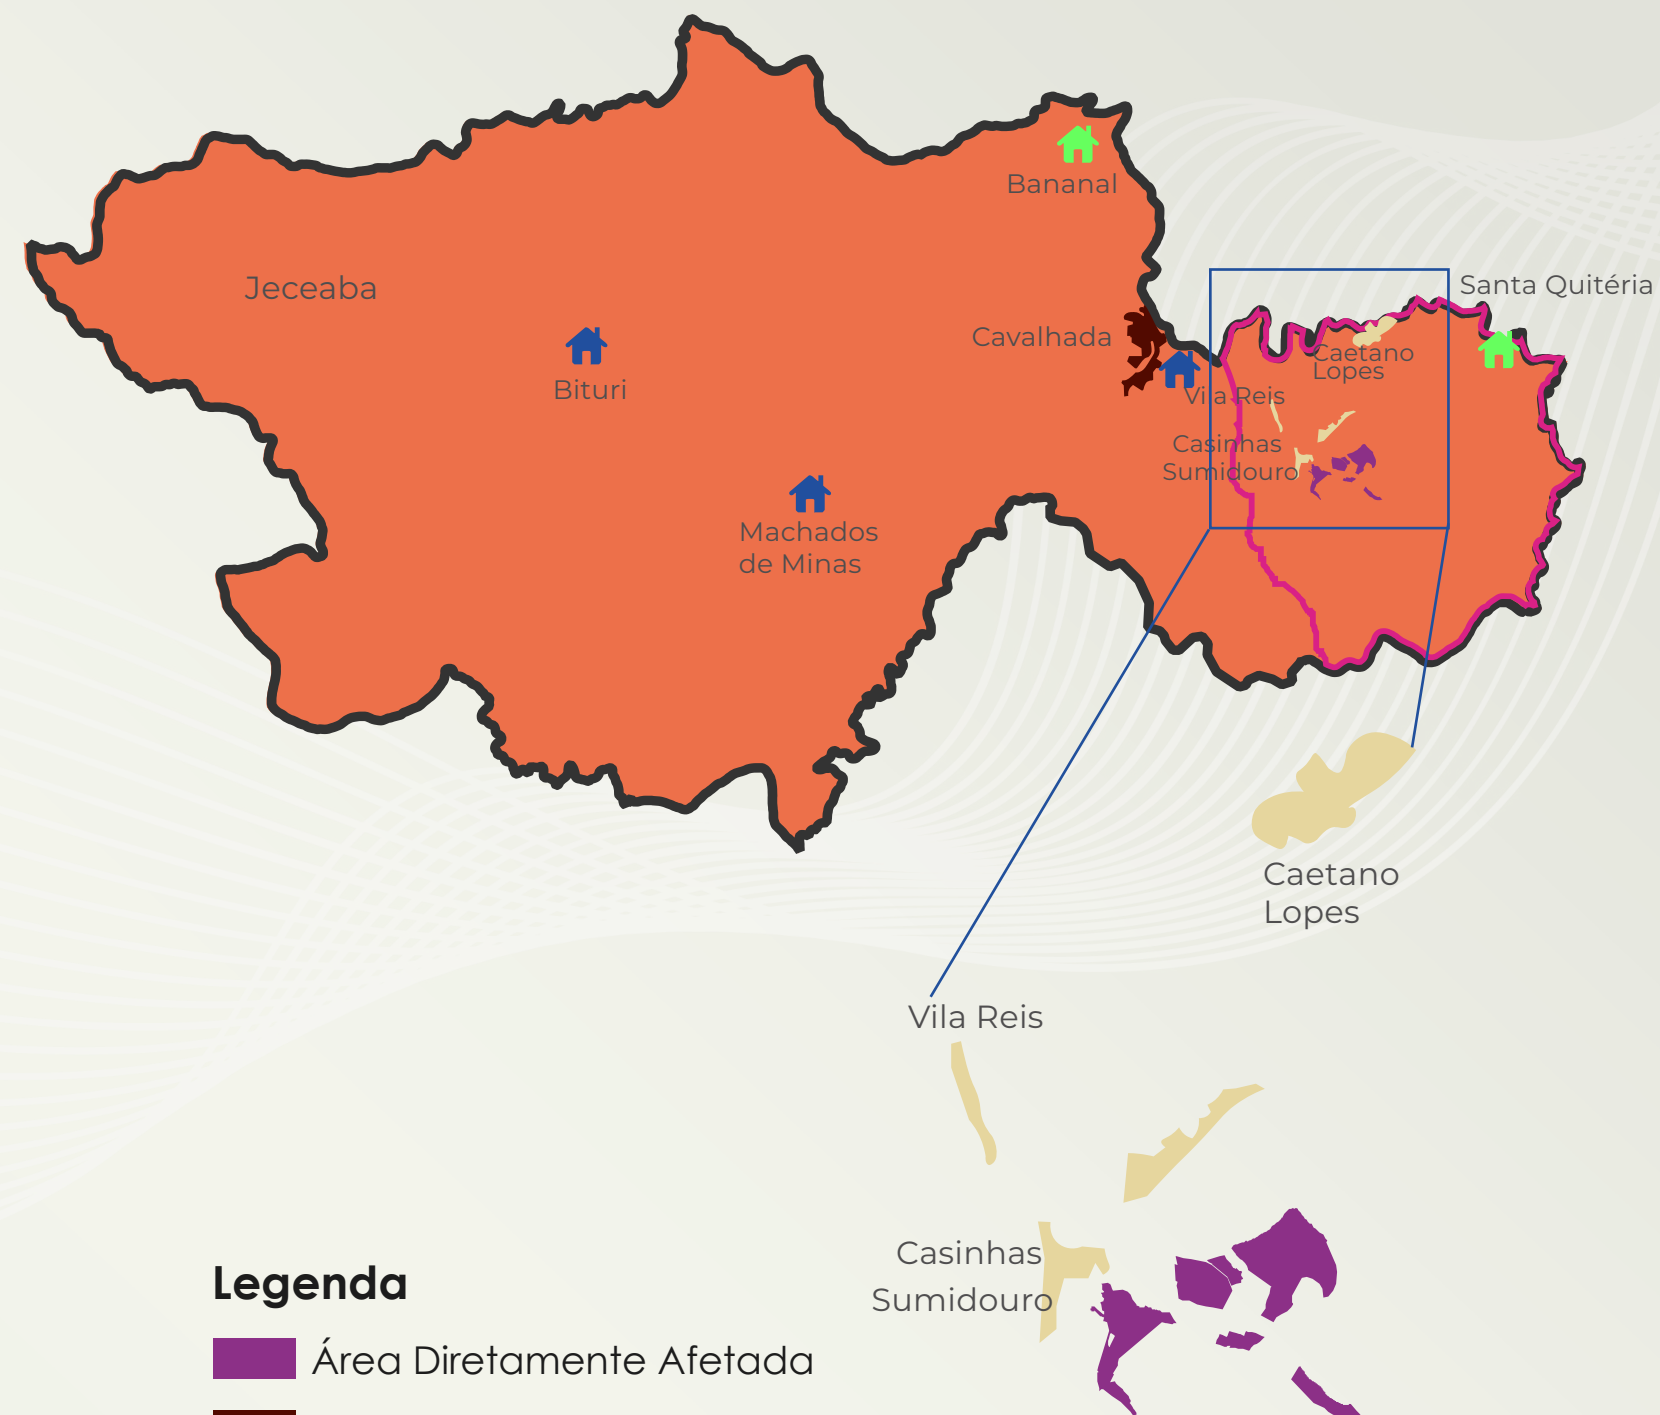 Bananal
Jeceaba
Santa Quitéria
Cavalhada
Caetano
Lopes
Bituri
Vila Reis
Casinhas
Sumidouro
Machados
de Minas
Caetano
Lopes
Vila Reis
Casinhas
Sumidouro
Legenda
Área Diretamente Afetada